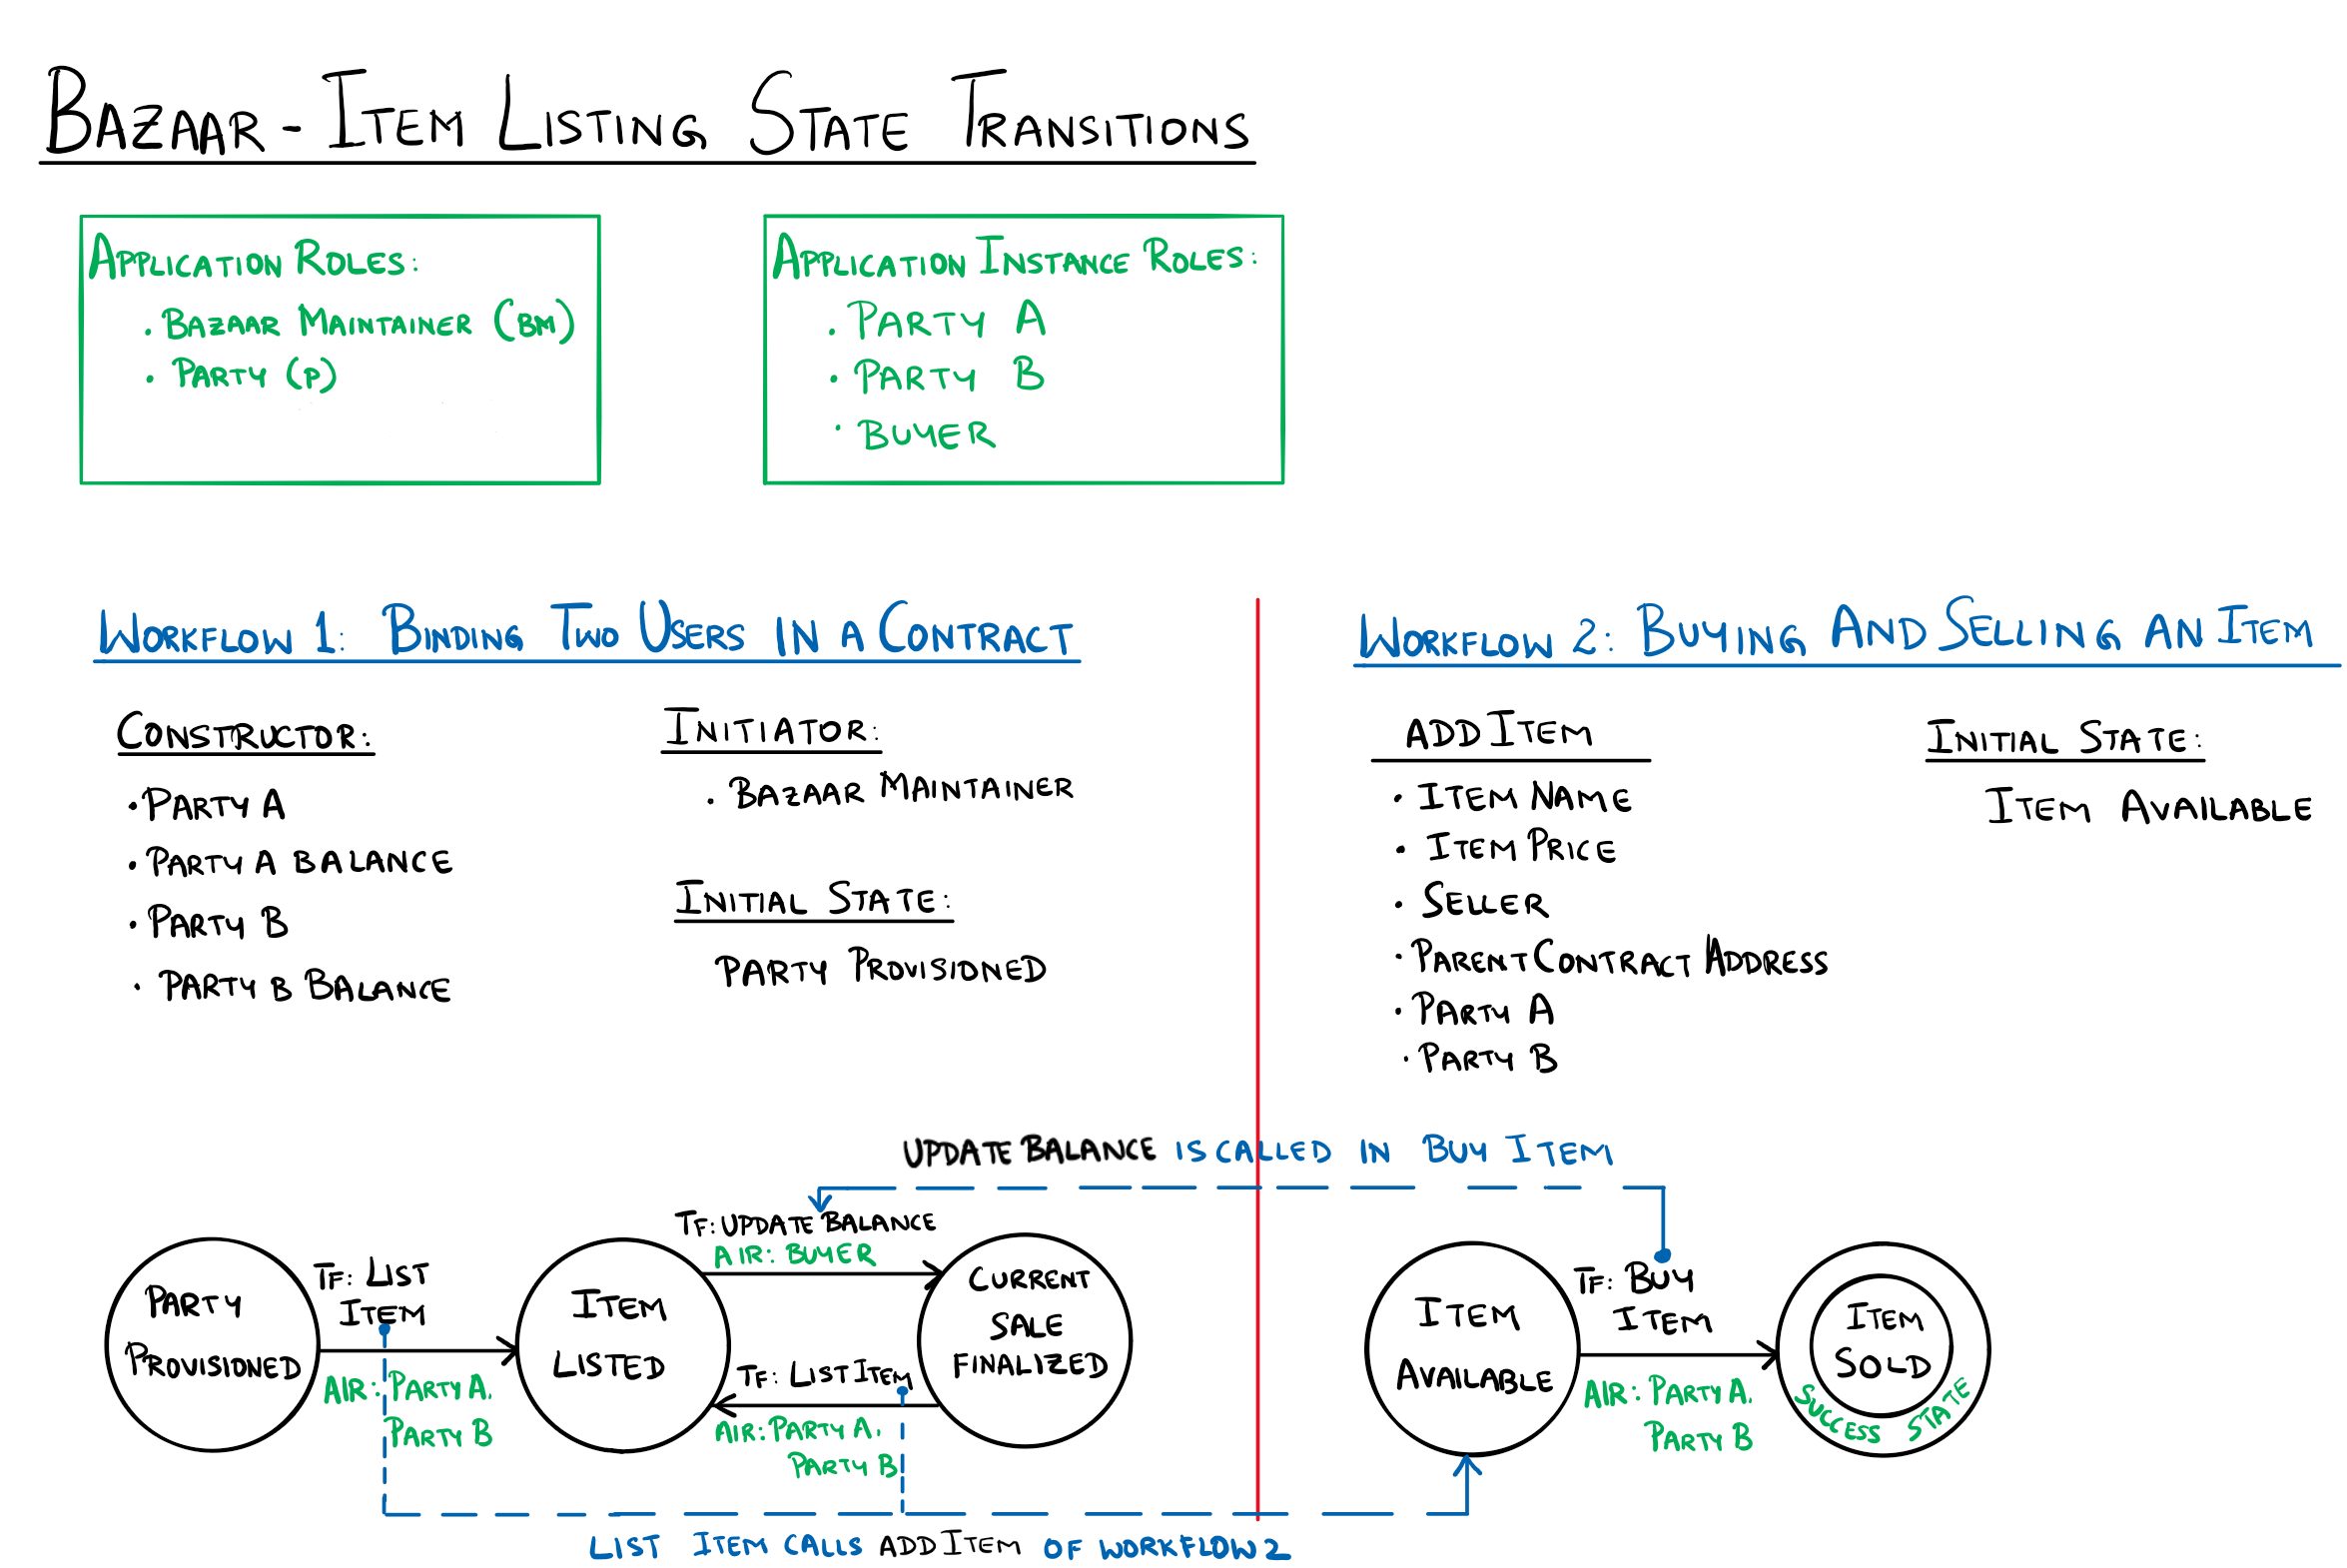 BAZAAR - ITEM LISTING STATE TRANSITIONS
APPLICATION ROLES:
· BAZAAR MAINTAINER (BM)
· PARTY (P)
APPLICATION INSTANCE ROLES:
· PARTY A
· PARTY B
· BUYER
WORKFLOW 1: BINDING TWO USERS IN A CONTRACT
CONSTRUCTOR:
· PARTY A
· PARTY A BALANCE
· PARTY B
· PARTY B BALANCE
INITIATOR:
· BAZAAR MAINTAINER
INITIAL STATE:
PARTY PROVISIONED
WORKFLOW 2: BUYING AND SELLING AN ITEM
ADD ITEM
· ITEM NAME
· ITEM PRICE
· SELLER
· PARENT CONTRACT ADDRESS
· PARTY A
· PARTY B
INITIAL STATE:
ITEM AVAILABLE
UPDATE BALANCE IS CALLED IN BUY ITEM
PARTY
PROVISIONED
TF: LIST
ITEM
AIR: PARTY A,
PARTY B
ITEM
LISTED
TF: UPDATE BALANCE
AIR: BUYER
TF: LIST ITEM
AIR: PARTY A,
PARTY B
CURRENT
SALE
FINALIZED
ITEM
AVAILABLE
TF: BUY
ITEM
AIR: PARTY A,
PARTY B
ITEM
SOLD
SUCCESS STATE
LIST ITEM CALLS ADD ITEM OF WORKFLOW 2